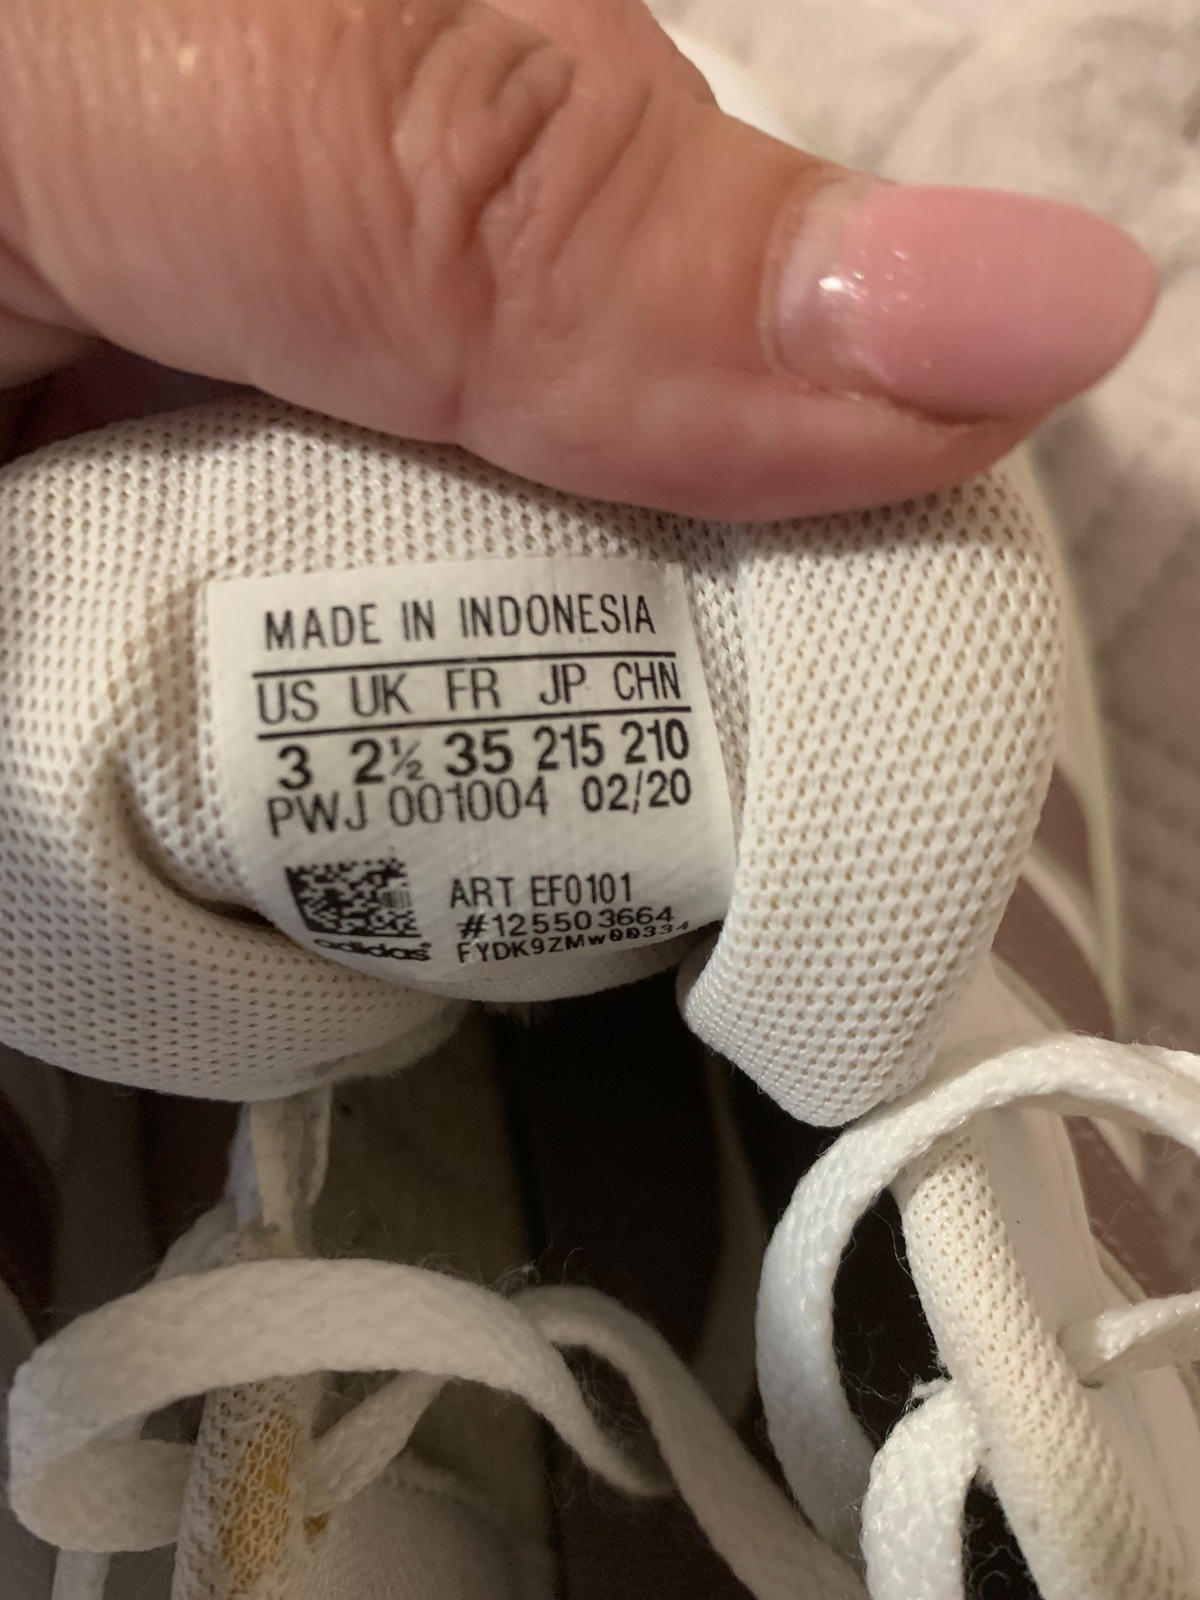 MADE IN INDONESIA
US UK FR JP CHN
3 2½ 35 215 210
PWJ 001004 02/20
ART EF0101
#125503664
adidas